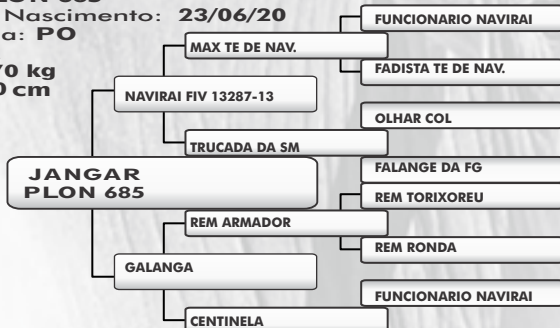 Nascimento: 23/06/20
PO
kg
cm
FUNCIONARIO NAVIRAI
MAX TE DE NAV.
FADISTA TE DE NAV.
NAVIRAI FIV 13287-13
OLHAR COL
TRUCADA DA SM
FALANGE DA FG
JANGAR
PLON 685
REM TORIXOREU
REM ARMADOR
REM RONDA
GALANGA
FUNCIONARIO NAVIRAI
CENTINELA